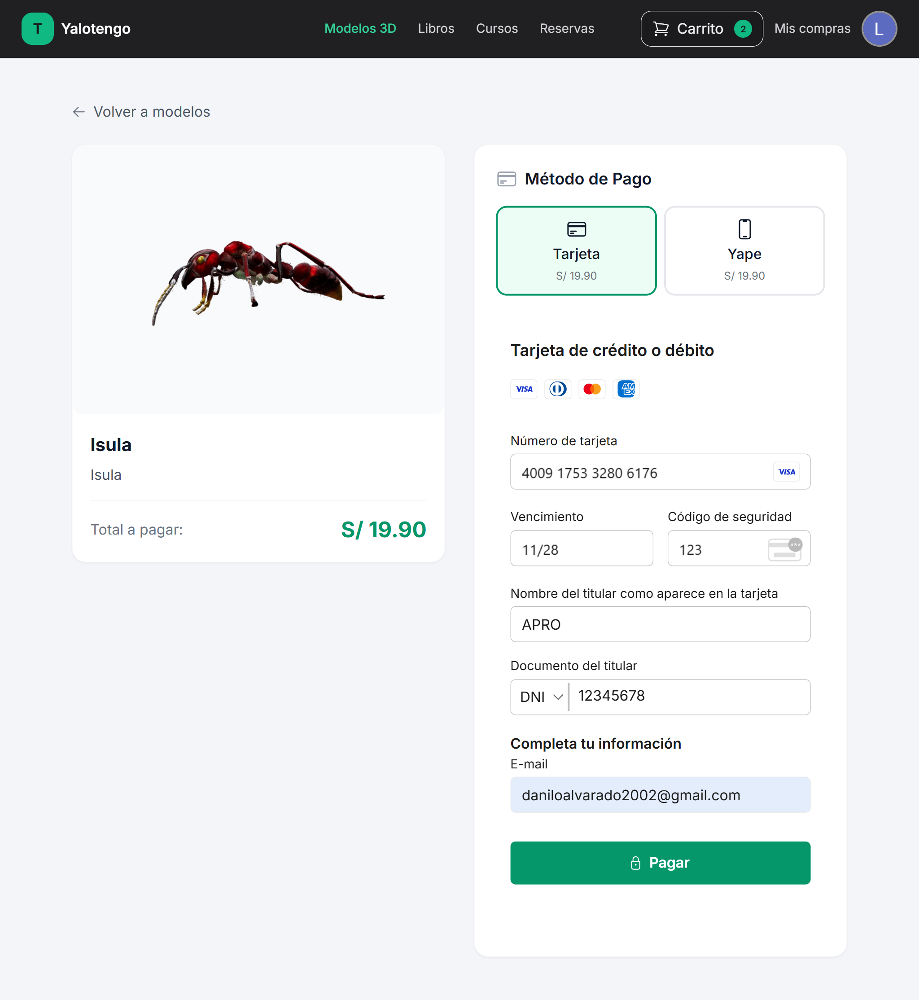 T Yalotengo Modelos 3D Libros Cursos Reservas Carrito 2 Mis compras L
Volver a modelos
Isula
Isula
Total a pagar: S/ 19.90
Método de Pago
Tarjeta
S/ 19.90
Yape
S/ 19.90
Tarjeta de crédito o débito
VISA AM EX
Número de tarjeta
4009 1753 3280 6176 VISA
Vencimiento
11/28
Código de seguridad
123 ***
Nombre del titular como aparece en la tarjeta
APRO
Documento del titular
DNI 12345678
Completa tu información
E-mail
daniloalvarado2002@gmail.com
Pagar